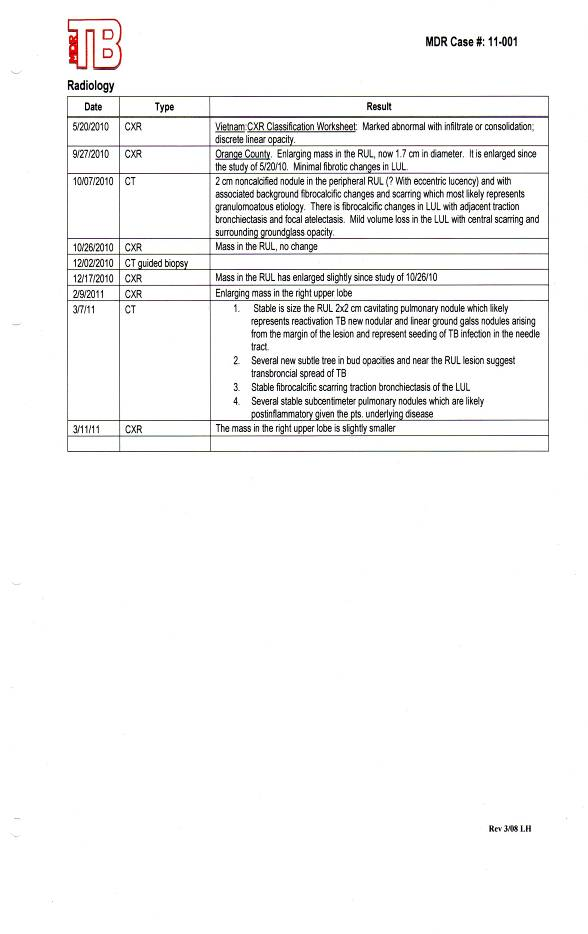 MDR TB
MDR Case #: 11-001
Radiology
Date Type Result
5/20/2010 CXR Vietnam:CXR Classification Worksheet: Marked abnormal with infiltrate or consolidation;
discrete linear opacity.
9/27/2010 CXR Orange County. Enlarging mass in the RUL, now 1.7 cm in diameter. It is enlarged since
the study of 5/20/10. Minimal fibrotic changes in LUL.
10/07/2010 CT 2 cm noncalcified nodule in the peripheral RUL (? With eccentric lucency) and with
associated background fibrocalcific changes and scarring which most likely represents
granulomoatous etiology. There is fibrocalcific changes in LUL with adjacent traction
bronchiectasis and focal atelectasis. Mild volume loss in the LUL with central scarring and
surrounding groundglass opacity.
10/26/2010 CXR Mass in the RUL, no change
12/02/2010 CT guided biopsy
12/17/2010 CXR Mass in the RUL has enlarged slightly since study of 10/26/10
2/9/2011 CXR Enlarging mass in the right upper lobe
3/7/11 CT 1. Stable is size the RUL 2x2 cm cavitating pulmonary nodule which likely
represents reactivation TB new nodular and linear ground galss nodules arising
from the margin of the lesion and represent seeding of TB infection in the needle
tract.
2. Several new subtle tree in bud opacities and near the RUL lesion suggest
transbroncial spread of TB
3. Stable fibrocalcific scarring traction bronchiectasis of the LUL
4. Several stable subcentimeter pulmonary nodules which are likely
postinflammatory given the pts. underlying disease
3/11/11 CXR The mass in the right upper lobe is slightly smaller
Rev 3/08 LH